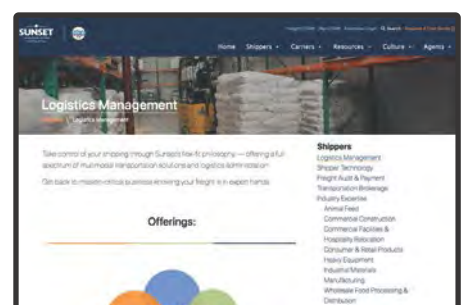 SUNSET
Search
Home Shippers Carriers Resources Culture Agents
Logistics Management
Logistics Management
Take control of your shipping through Sunset's flex-fit philosophy — offering a full-
spectrum of multimodal transportation solutions and logistics administration
Get back to mission-critical business knowing your freight is in expert hands
Offerings:
Shippers
Logistics Management
Shipper Technology
Freight Audit & Payment
Transportation Brokerage
Industry Expertise
Animal Feed
Commercial Construction
Commercial Facilities &
Hospitality Relocation
Consumer & Retail Products
Heavy Equipment
Industrial Materials
Manufacturing
Wholesale Food Processing &
Distribution